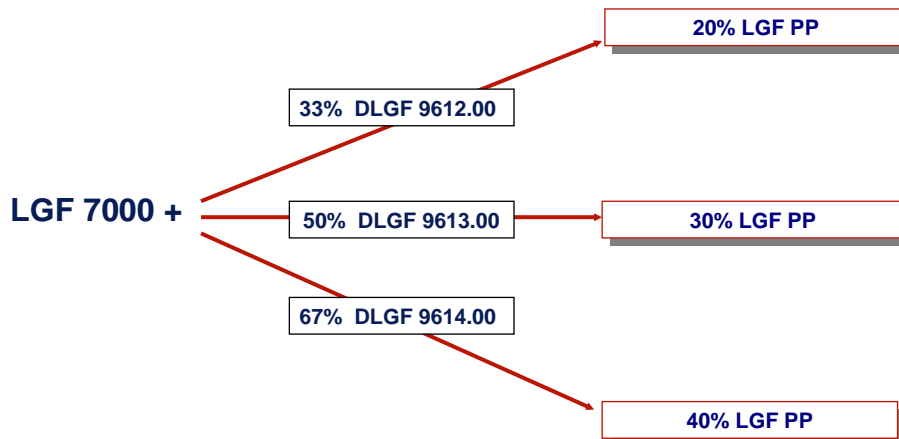 20% LGF PP
33%  DLGF 9612.00
LGF 7000 +
50%  DLGF 9613.00
30% LGF PP
67%  DLGF 9614.00
40% LGF PP